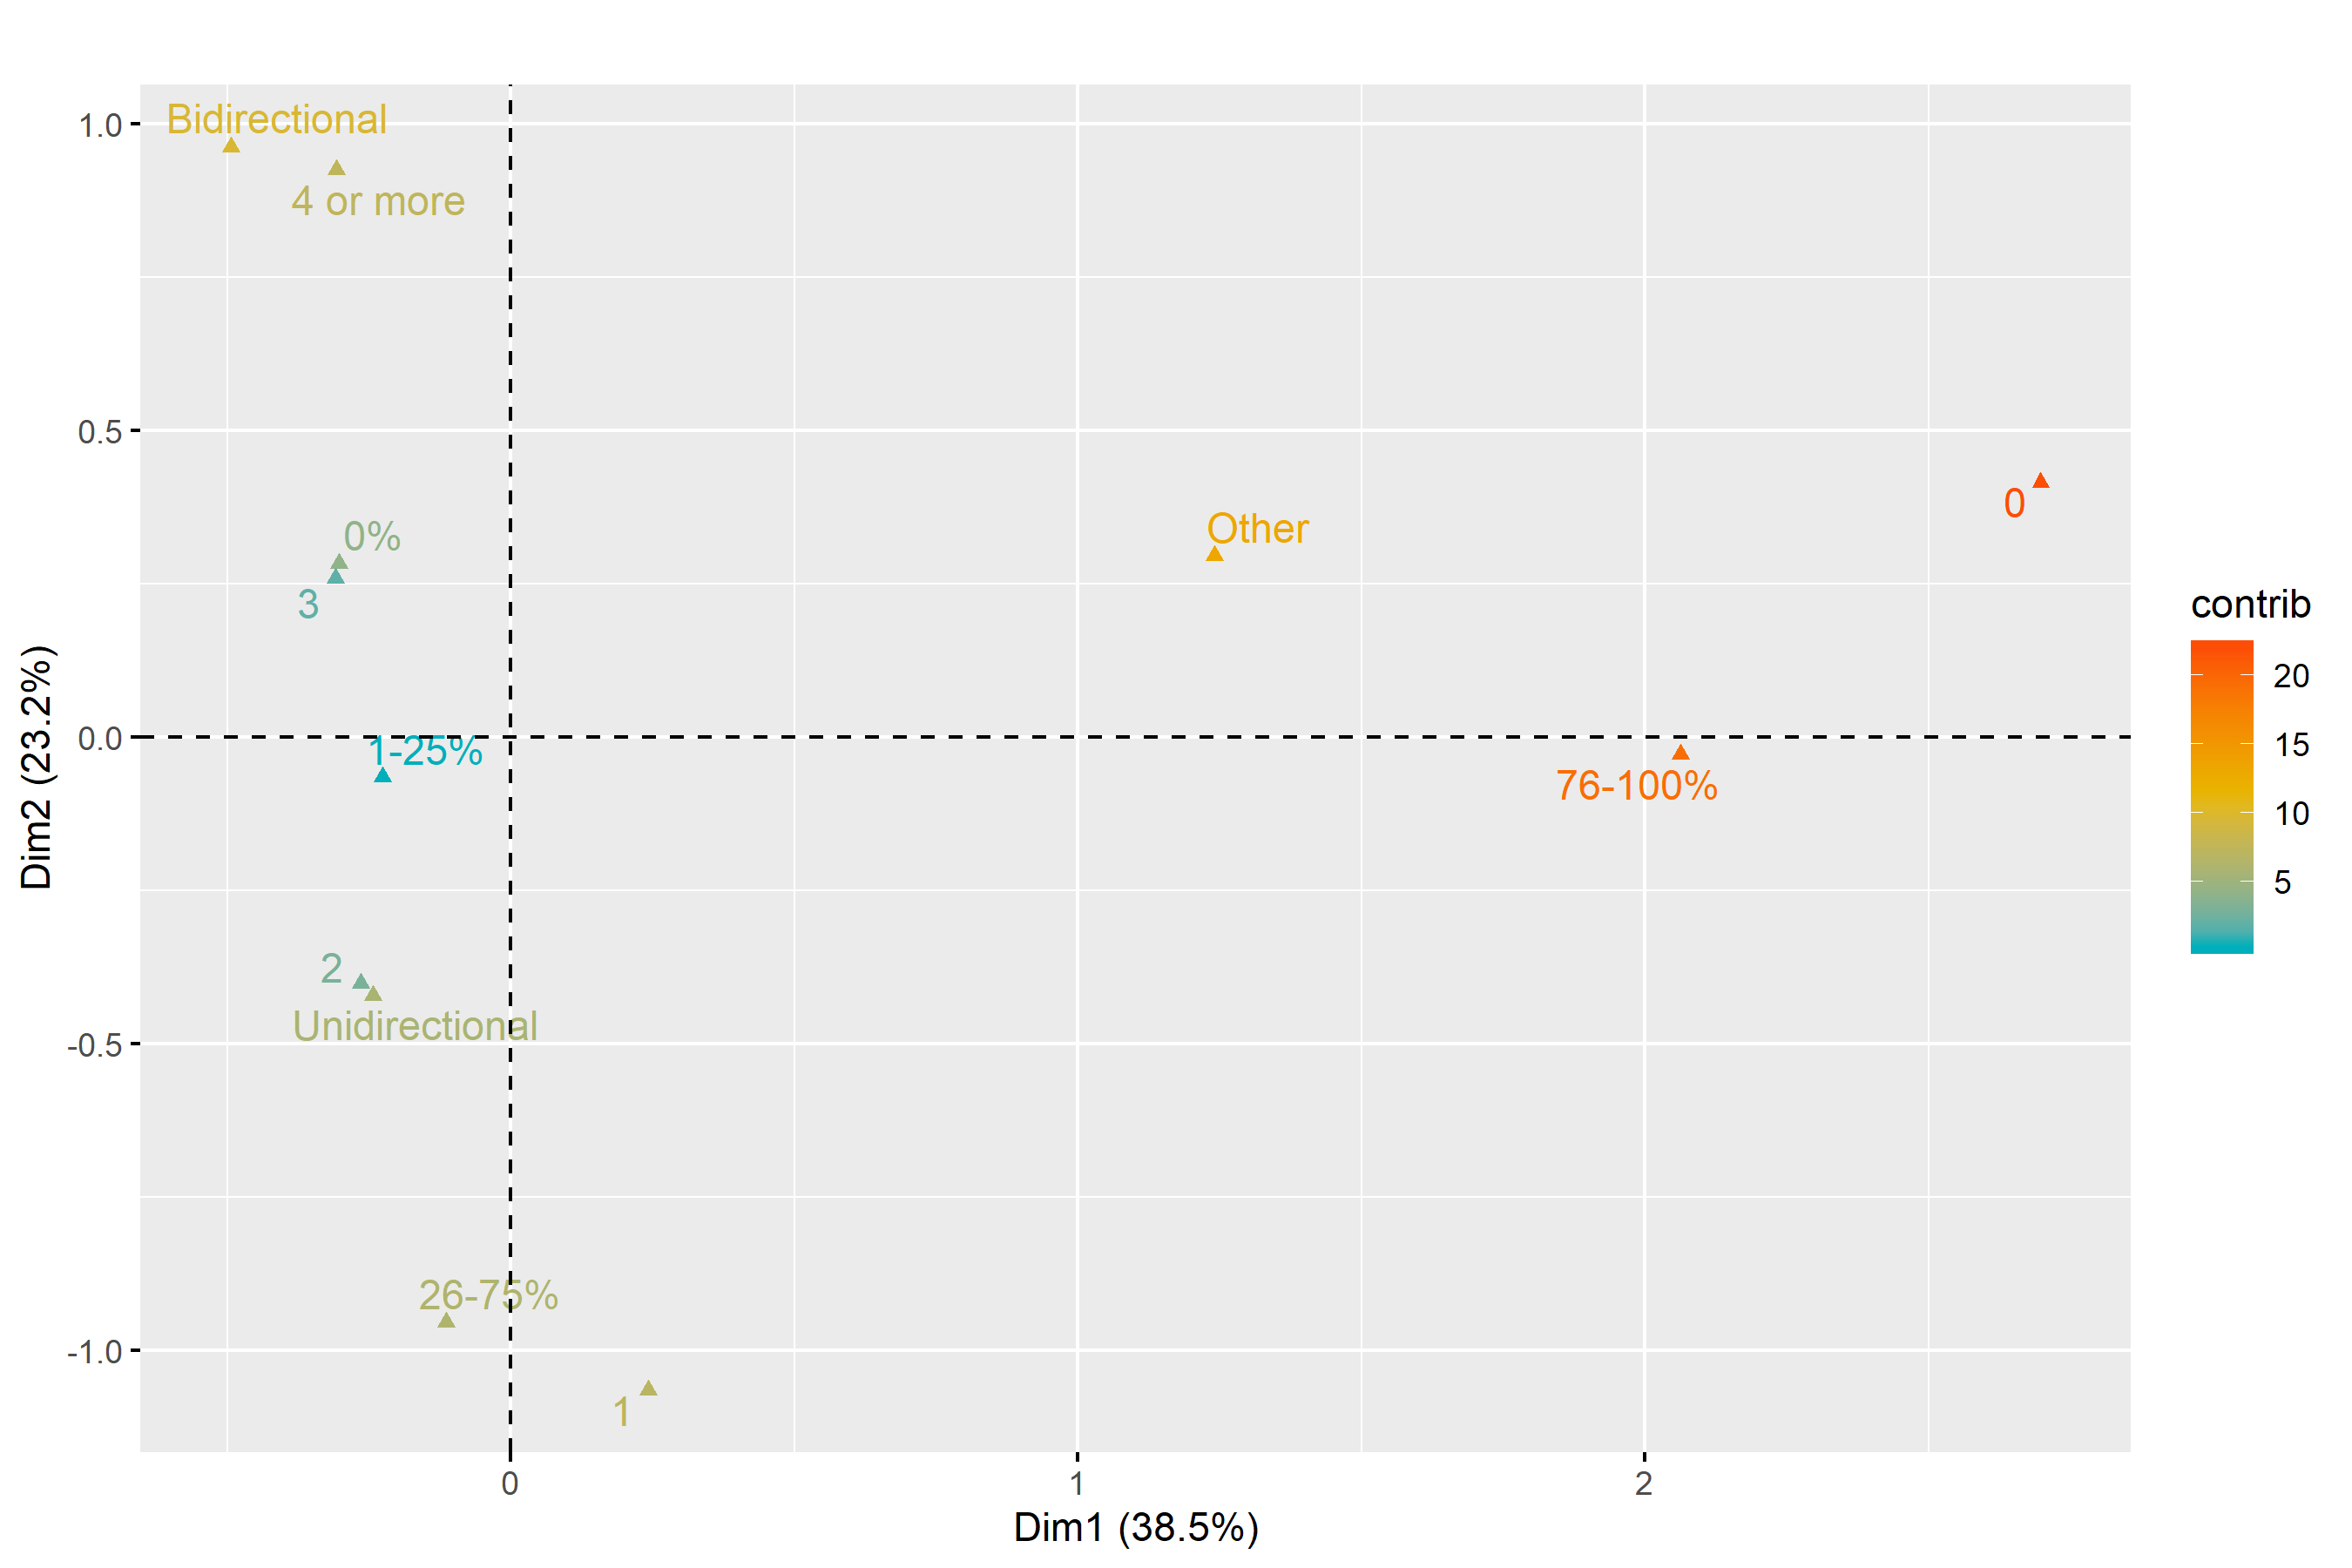 Bidirectional
4 or more
0%
3
Other
0
1-25%
76-100%
2
Unidirectional
26-75%
1
1.0
0.5
0.0
-0.5
-1.0
Dim2 (23.2%)
0
1
2
Dim1 (38.5%)
contrib
20
15
10
5